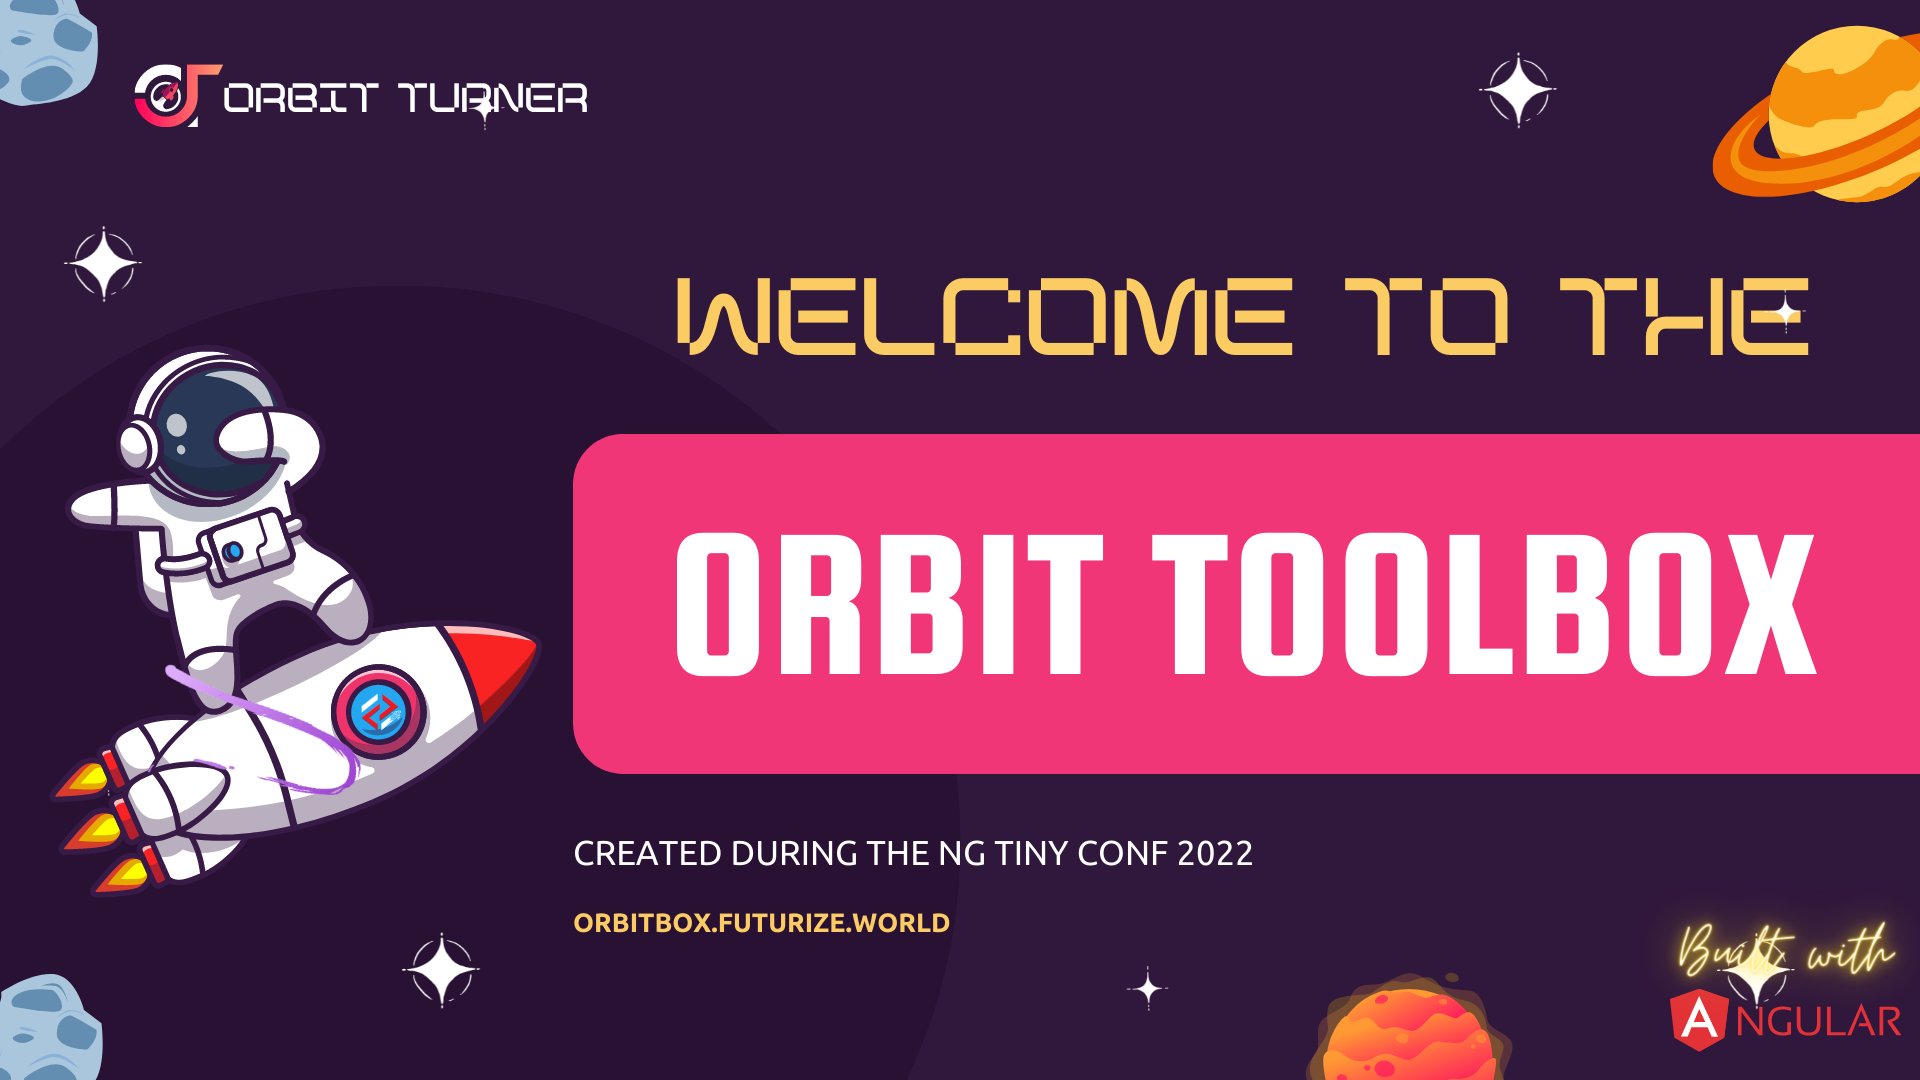 ORBIT TURNER
WELCOME TO THE
ORBIT TOOLBOX
CREATED DURING THE NG TINY CONF 2022
ORBITBOX.FUTURIZE.WORLD
Built with
ANGULAR